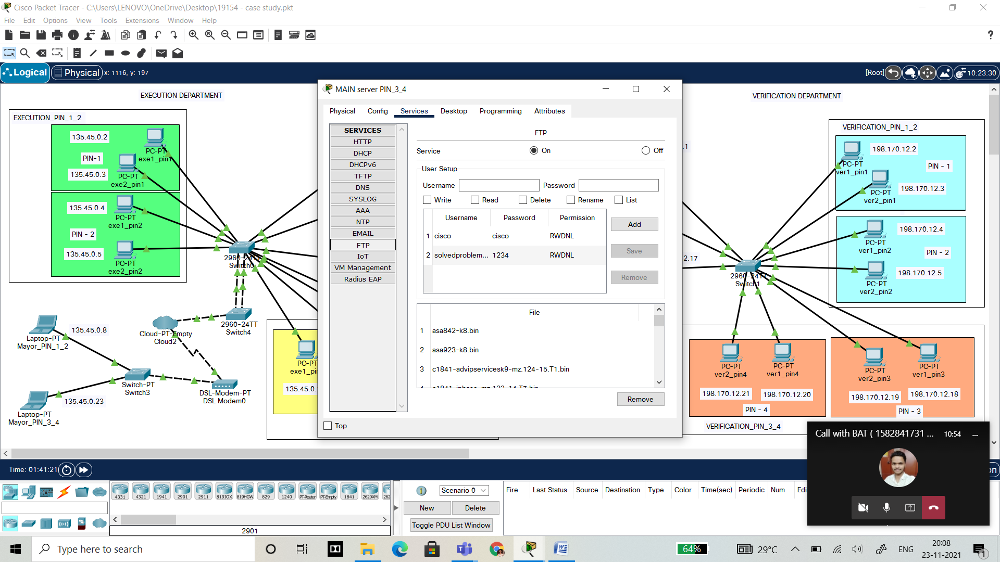 Cisco Packet Tracer - C:\Users\LENOVO\OneDrive\Desktop\19154 - case study.pkt
File Edit Options View Tools Extensions Window Help
?
Logical Physical x: 1116, y: 197
[Root] 10:23:30
EXECUTION DEPARTMENT
EXECUTION_PIN_1_2
135.45.0.2
PC-PT
exe1_pin1
PIN-1
135.45.0.3
PC-PT
exe2_pin1
135.45.0.4
PC-PT
exe1_pin2
PIN - 2
135.45.0.5
PC-PT
exe2_pin2
2960-24TT
Switch0
2960-24TT
Switch4
Cloud-PT-Empty
Cloud2
135.45.0.8
Laptop-PT
Mayor_PIN_1_2
Switch-PT
Switch3
DSL-Modem-PT
DSL Modem0
135.45.0.23
Laptop-PT
Mayor_PIN_3_4
PC-PT
exe1_pi
135.45.0.
MAIN server PIN_3_4
Physical Config Services Desktop Programming Attributes
SERVICES
HTTP
DHCP
DHCPv6
TFTP
DNS
SYSLOG
AAA
NTP
EMAIL
FTP
IoT
VM Management
Radius EAP
FTP
Service On Off
User Setup
Username Password
Write Read Delete Rename List
Username Password Permission
1 cisco cisco RWDNL
2 solvedproblem... 1234 RWDNL
Add
Save
Remove
File
1 asa842-k8.bin
2 asa923-k8.bin
3 c1841-advipservicesk9-mz.124-15.T1.bin
Remove
Top
VERIFICATION DEPARTMENT
.1
2.17
VERIFICATION_PIN_1_2
198.170.12.2
PC-PT
ver1_pin1
PIN - 1
198.170.12.3
PC-PT
ver2_pin1
198.170.12.4
PC-PT
ver1_pin2
PIN - 2
198.170.12.5
PC-PT
ver2_pin2
2960-24TT
Switch1
PC-PT
ver2_pin4
PC-PT
ver1_pin4
198.170.12.21
198.170.12.20
PIN - 4
PC-PT
ver2_pin3
PC-PT
ver1_pin3
198.170.12.19
198.170.12.18
PIN - 3
VERIFICATION_PIN_3_4
Call with BAT ( 1582841731 ... 10:54
Time: 01:41:21
on
4331 4321 1941 2901 2911 819IOX 819HGW 829 1240 PT-Router PT-Empty 1841 2620XM 262
2901
Scenario 0
New Delete
Toggle PDU List Window
Fire Last Status Source Destination Type Color Time(sec) Periodic Num Edi
Type here to search
64%
29°C
ENG
20:08
23-11-2021
1